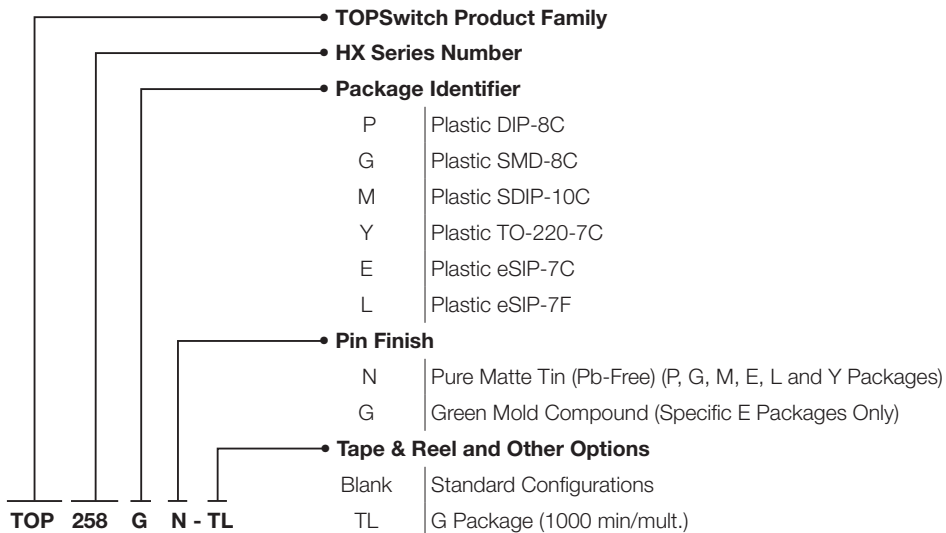 TOPSwitch Product Family
HX Series Number
Package Identifier
P Plastic DIP-8C
G Plastic SMD-8C
M Plastic SDIP-10C
Y Plastic TO-220-7C
E Plastic eSIP-7C
L Plastic eSIP-7F
Pin Finish
N Pure Matte Tin (Pb-Free) (P, G, M, E, L and Y Packages)
G Green Mold Compound (Specific E Packages Only)
Tape & Reel and Other Options
Blank Standard Configurations
TL G Package (1000 min/mult.)
TOP 258 G N - TL